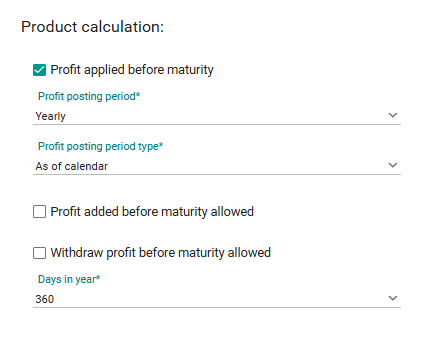 Product calculation:
Profit applied before maturity
Profit posting period*
Yearly
Profit posting period type*
As of calendar
Profit added before maturity allowed
Withdraw profit before maturity allowed
Days in year*
360